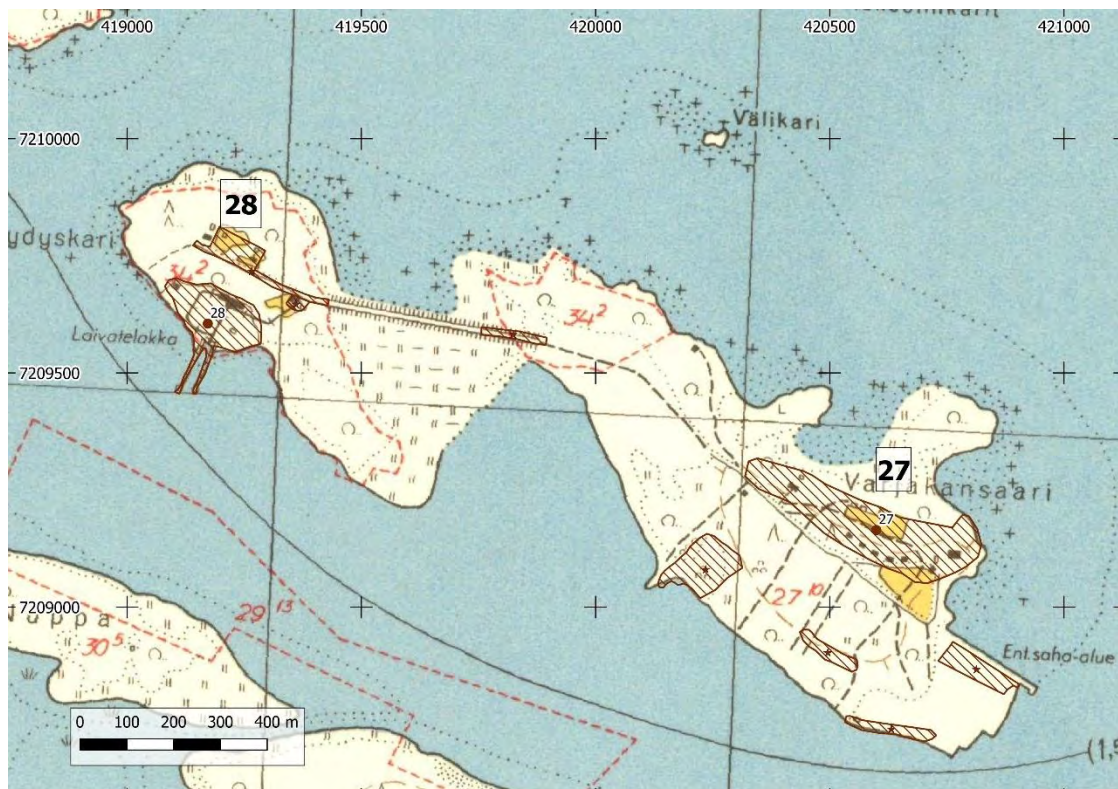 419000 419500 420000 420500 421000
7210000
Välikari
28
ydyskari
34²
28
Laivatelakka
34²
7209500
27
Varjakansaari
27
7209000
27¹⁰
29¹³
30⁵
Ent. saha-alue
0 100 200 300 400 m